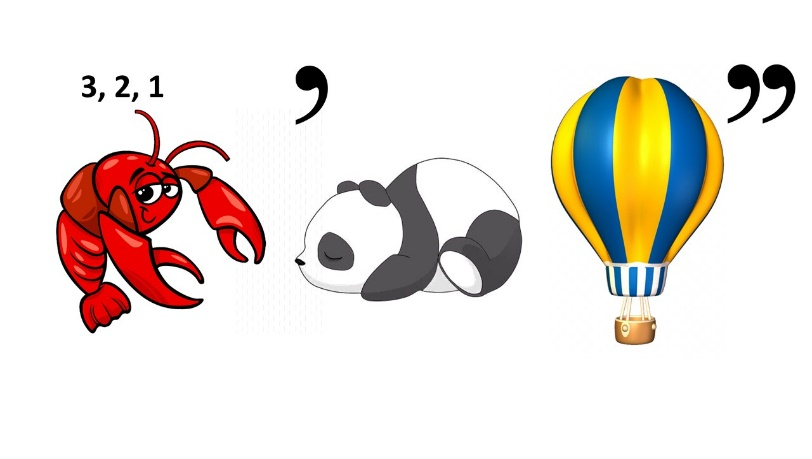 3, 2, 1
,
,,